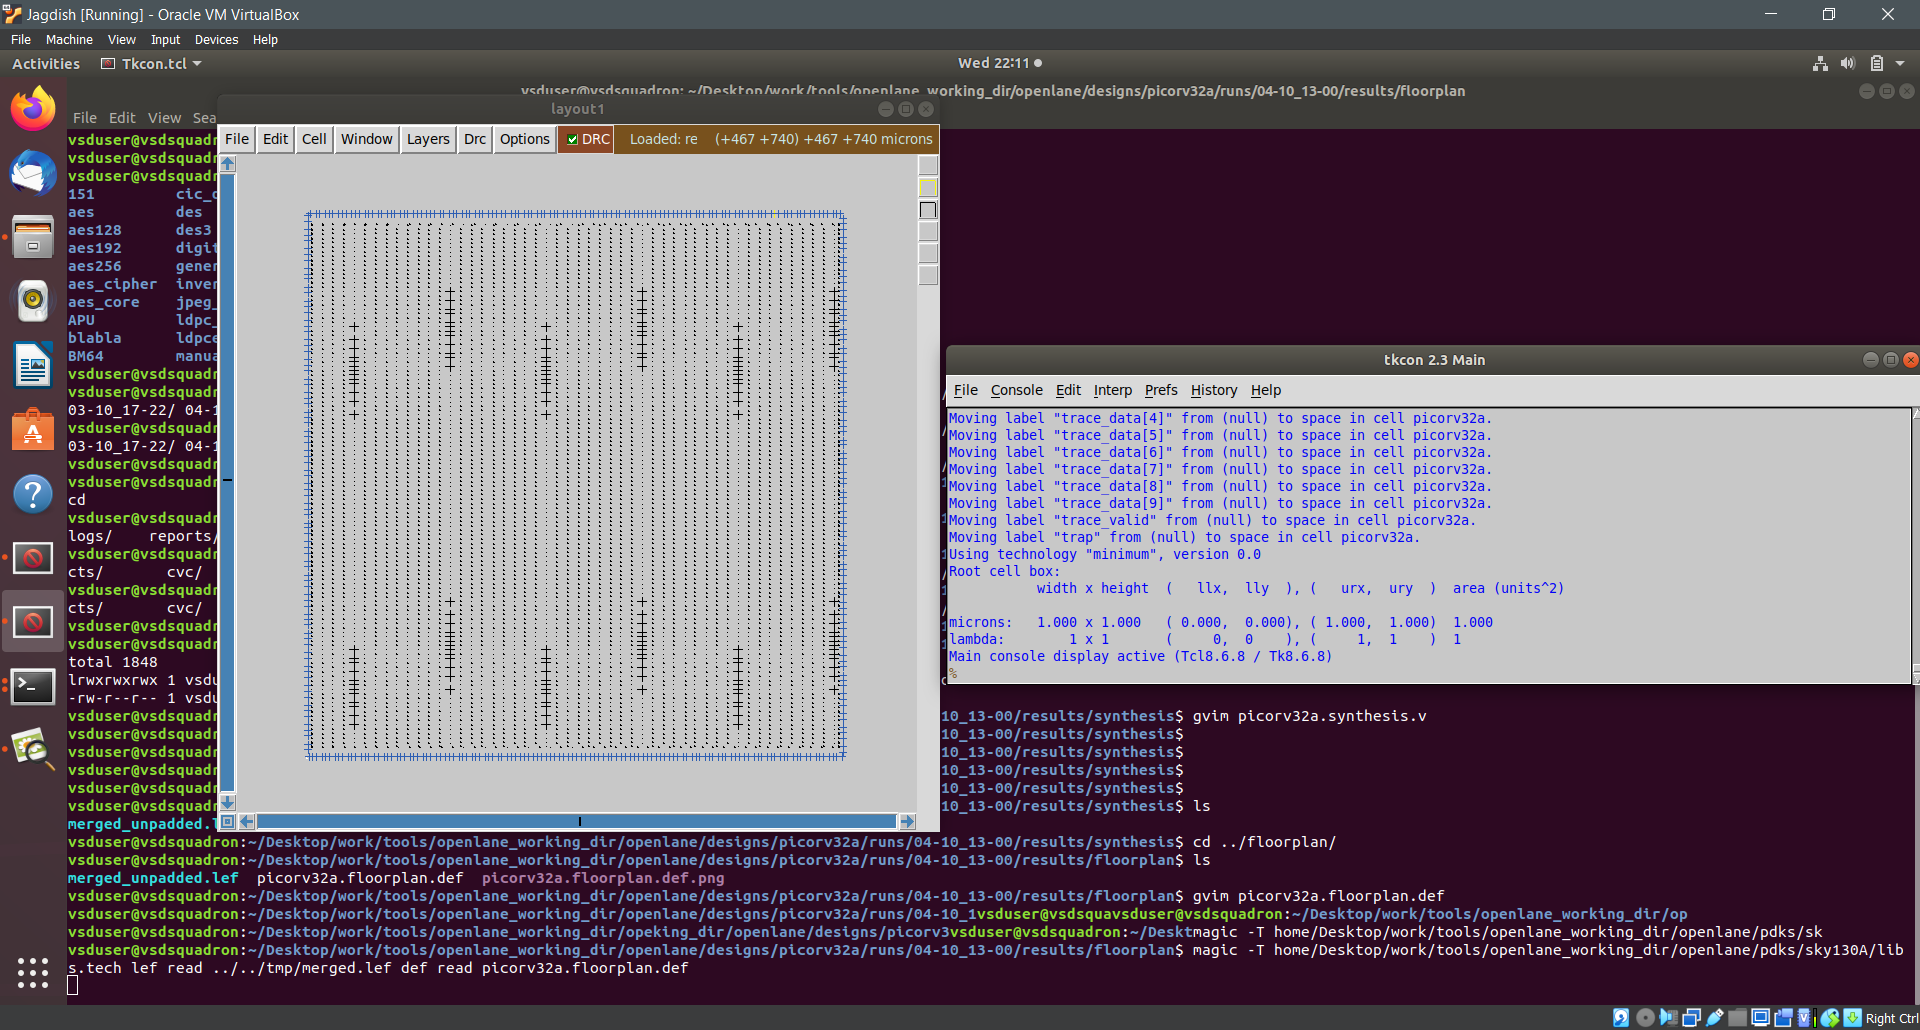 Jagdish [Running] - Oracle VM VirtualBox
File Machine View Input Devices Help
Activities Tkcon.tcl Wed 22:11
vsduser@vsdsquadron: ~/Desktop/work/tools/openlane_working_dir/openlane/designs/picorv32a/runs/04-10_13-00/results/floorplan
File Edit View Sea
layout1
File Edit Cell Window Layers Drc Options DRC Loaded: re (+467 +740) +467 +740 microns
vsduser@vsdsquadr
vsduser@vsdsquadr
vsduser@vsdsquadr
151 cic_c
aes des
aes128 des3
aes192 digit
aes256 gener
aes_cipher inver
aes_core jpeg_
APU ldpc_
blabla ldpce
BM64 manua
vsduser@vsdsquadr
vsduser@vsdsquadr
03-10_17-22/ 04-1
vsduser@vsdsquadr
03-10_17-22/ 04-1
vsduser@vsdsquadr
vsduser@vsdsquadr
cd
vsduser@vsdsquadr
logs/ reports/
vsduser@vsdsquadr
cts/ cvc/
vsduser@vsdsquadr
cts/ cvc/
vsduser@vsdsquadr
vsduser@vsdsquadr
total 1848
lrwxrwxrwx 1 vsdu
-rw-r--r-- 1 vsdu
vsduser@vsdsquadr
vsduser@vsdsquadr
vsduser@vsdsquadr
vsduser@vsdsquadr
vsduser@vsdsquadr
vsduser@vsdsquadr
merged_unpadded.l
tkcon 2.3 Main
File Console Edit Interp Prefs History Help
Moving label "trace_data[4]" from (null) to space in cell picorv32a.
Moving label "trace_data[5]" from (null) to space in cell picorv32a.
Moving label "trace_data[6]" from (null) to space in cell picorv32a.
Moving label "trace_data[7]" from (null) to space in cell picorv32a.
Moving label "trace_data[8]" from (null) to space in cell picorv32a.
Moving label "trace_data[9]" from (null) to space in cell picorv32a.
Moving label "trace_valid" from (null) to space in cell picorv32a.
Moving label "trap" from (null) to space in cell picorv32a.
Using technology "minimum", version 0.0
Root cell box:
width x height ( llx, lly ), ( urx, ury ) area (units^2)
microns: 1.000 x 1.000 ( 0.000, 0.000), ( 1.000, 1.000) 1.000
lambda: 1 x 1 ( 0, 0 ), ( 1, 1 ) 1
Main console display active (Tcl8.6.8 / Tk8.6.8)
%
10_13-00/results/synthesis$ gvim picorv32a.synthesis.v
10_13-00/results/synthesis$
10_13-00/results/synthesis$
10_13-00/results/synthesis$
10_13-00/results/synthesis$
10_13-00/results/synthesis$ ls
vsduser@vsdsquadron:~/Desktop/work/tools/openlane_working_dir/openlane/designs/picorv32a/runs/04-10_13-00/results/synthesis$ cd ../floorplan/
vsduser@vsdsquadron:~/Desktop/work/tools/openlane_working_dir/openlane/designs/picorv32a/runs/04-10_13-00/results/floorplan$ ls
merged_unpadded.lef picorv32a.floorplan.def picorv32a.floorplan.def.png
vsduser@vsdsquadron:~/Desktop/work/tools/openlane_working_dir/openlane/designs/picorv32a/runs/04-10_13-00/results/floorplan$ gvim picorv32a.floorplan.def
vsduser@vsdsquadron:~/Desktop/work/tools/openlane_working_dir/openlane/designs/picorv32a/runs/04-10_1vsduser@vsdsquavsduser@vsdsquadron:~/Desktop/work/tools/openlane_working_dir/op
vsduser@vsdsquadron:~/Desktop/work/tools/openlane_working_dir/opeking_dir/openlane/designs/picorv3vsduser@vsdsquadron:~/Desktmagic -T home/Desktop/work/tools/openlane_working_dir/openlane/pdks/sk
vsduser@vsdsquadron:~/Desktop/work/tools/openlane_working_dir/openlane/designs/picorv32a/runs/04-10_13-00/results/floorplan$ magic -T home/Desktop/work/tools/openlane_working_dir/openlane/pdks/sky130A/lib
s.tech lef read ../../tmp/merged.lef def read picorv32a.floorplan.def
Right Ctrl